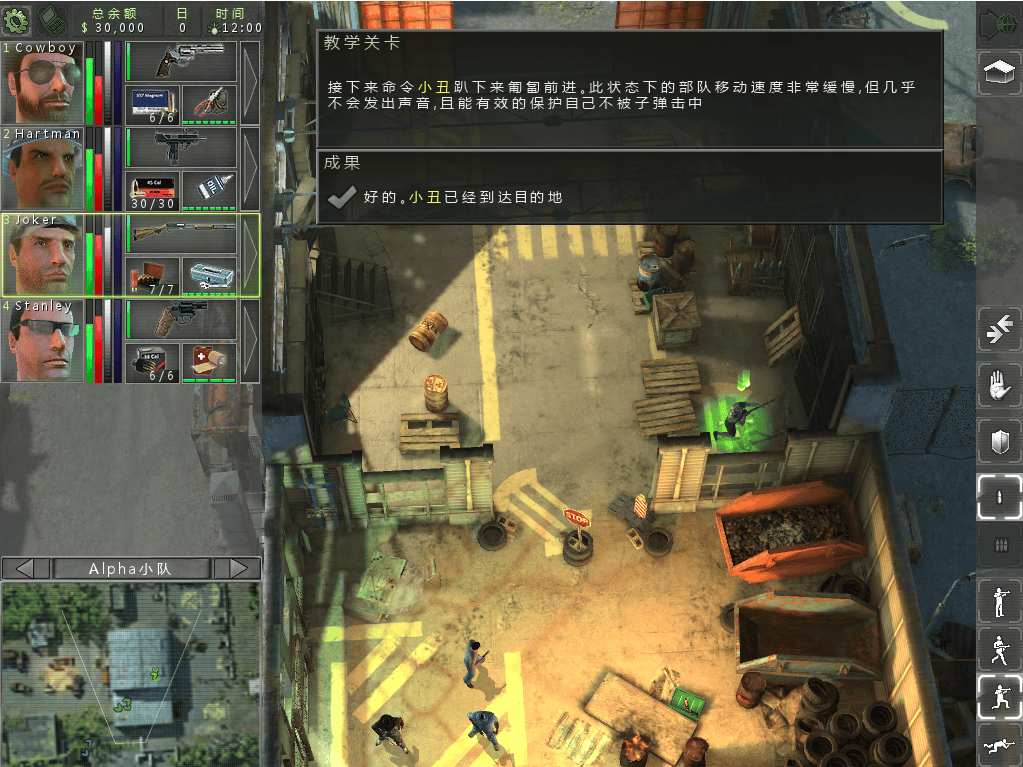 总余额 日 时间
$ 30,000 0 12:00
1 Cowboy
6/6
2 Hartman
30/30
3 Joker
7/7
4 Stanley
6/6
教学关卡
接下来命令小丑趴下来匍匐前进。此状态下的部队移动速度非常缓慢,但几乎
不会发出声音,且能有效的保护自己不被子弹击中
成果
好的。小丑已经到达目的地
STOP
Alpha小队